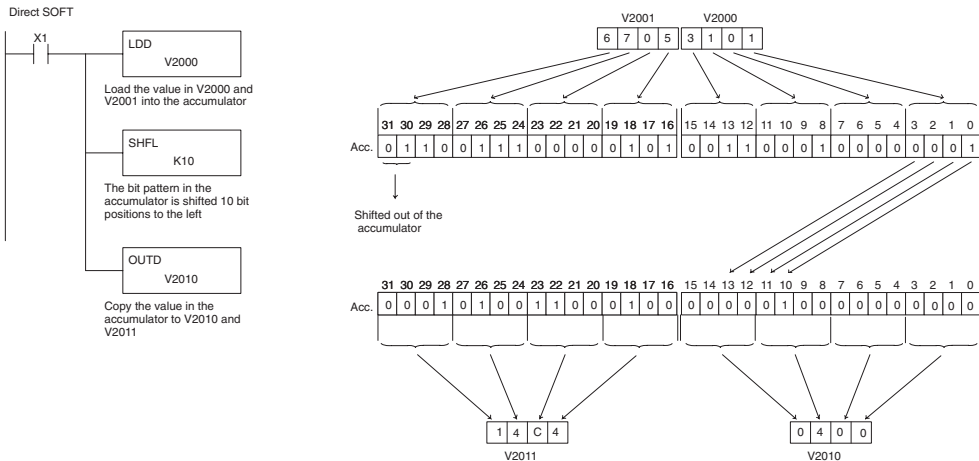 Direct SOFT
X1
LDD
V2000
Load the value in V2000 and
V2001 into the accumulator
SHFL
K10
The bit pattern in the
accumulator is shifted 10 bit
positions to the left
OUTD
V2010
Copy the value in the
accumulator to V2010 and
V2011
V2001 V2000
6 7 0 5 3 1 0 1
31 30 29 28 27 26 25 24 23 22 21 20 19 18 17 16 15 14 13 12 11 10 9 8 7 6 5 4 3 2 1 0
Acc. 0 1 1 0 0 1 1 1 0 0 0 0 0 1 0 1 0 0 1 1 0 0 0 1 0 0 0 0 0 0 0 1
Shifted out of the
accumulator
31 30 29 28 27 26 25 24 23 22 21 20 19 18 17 16 15 14 13 12 11 10 9 8 7 6 5 4 3 2 1 0
Acc. 0 0 0 1 0 1 0 0 1 1 0 0 0 1 0 0 0 0 0 0 0 1 0 0 0 0 0 0 0 0 0 0
1 4 C 4 0 4 0 0
V2011 V2010